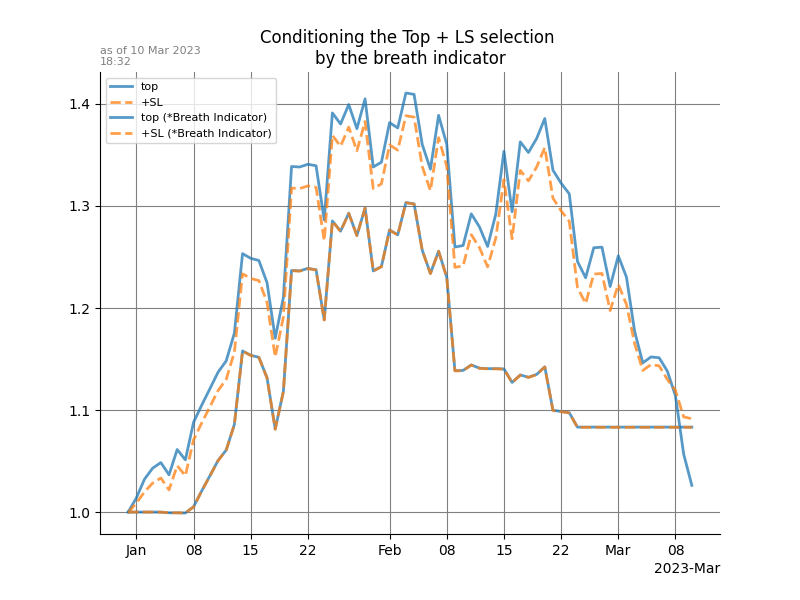 Conditioning the Top + LS selection
by the breath indicator
as of 10 Mar 2023
18:32
top
+SL
top (*Breath Indicator)
+SL (*Breath Indicator)
1.4
1.3
1.2
1.1
1.0
Jan 08 15 22 Feb 08 15 22 Mar 08
2023-Mar